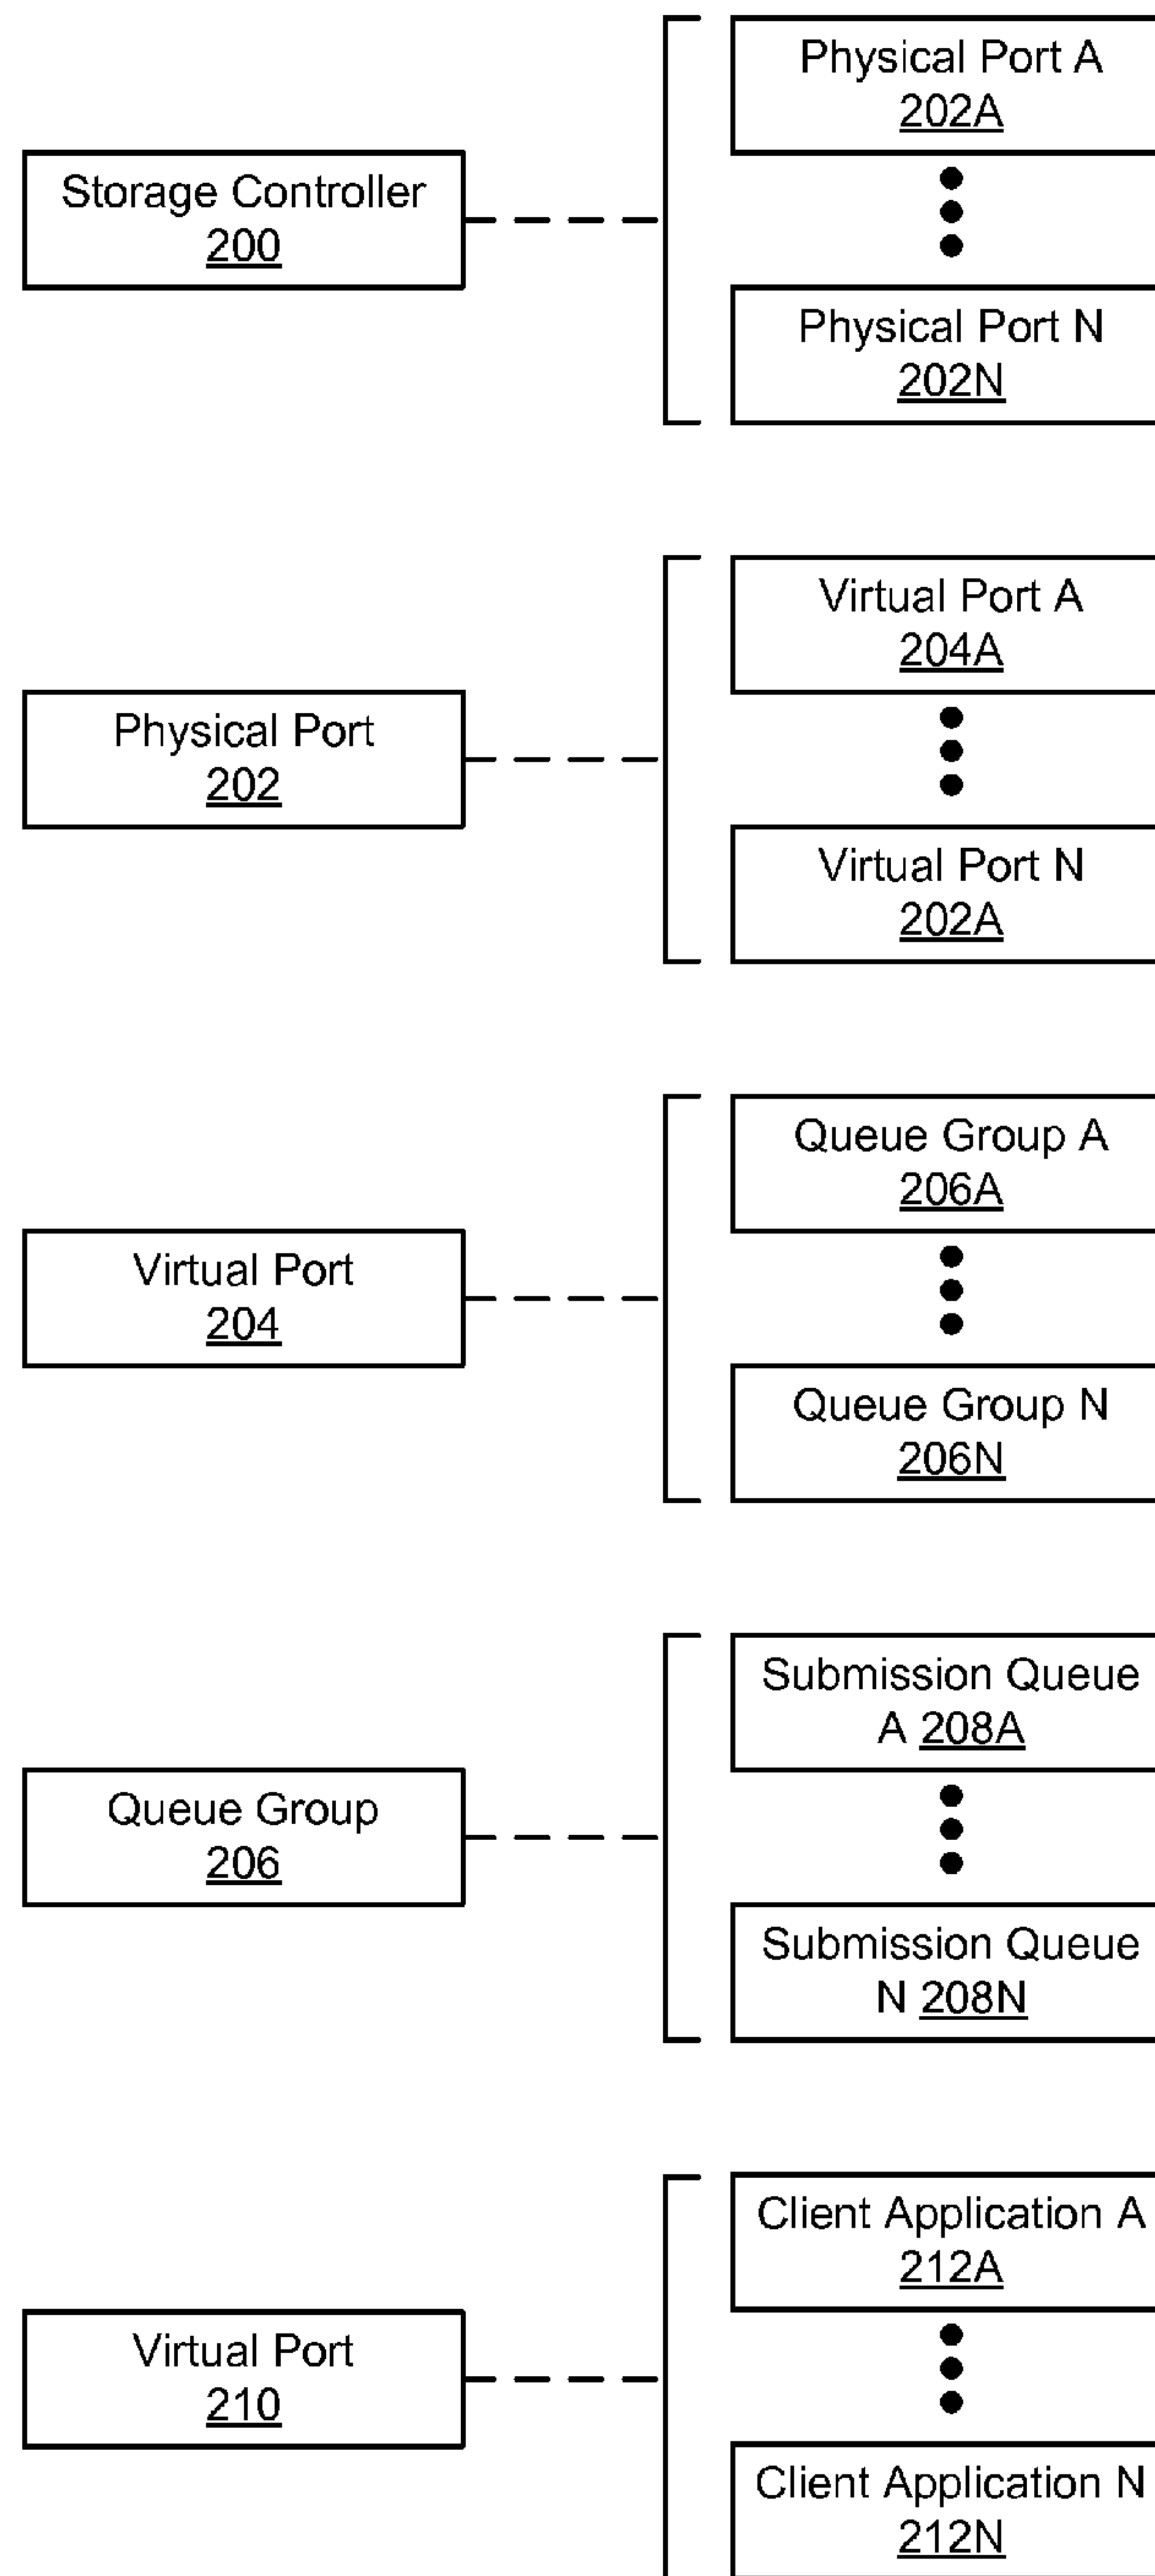 Physical Port A
202A
Storage Controller
200
Physical Port N
202N
Virtual Port A
204A
Physical Port
202
Virtual Port N
202A
Queue Group A
206A
Virtual Port
204
Queue Group N
206N
Submission Queue
A 208A
Queue Group
206
Submission Queue
N 208N
Client Application A
212A
Virtual Port
210
Client Application N
212N